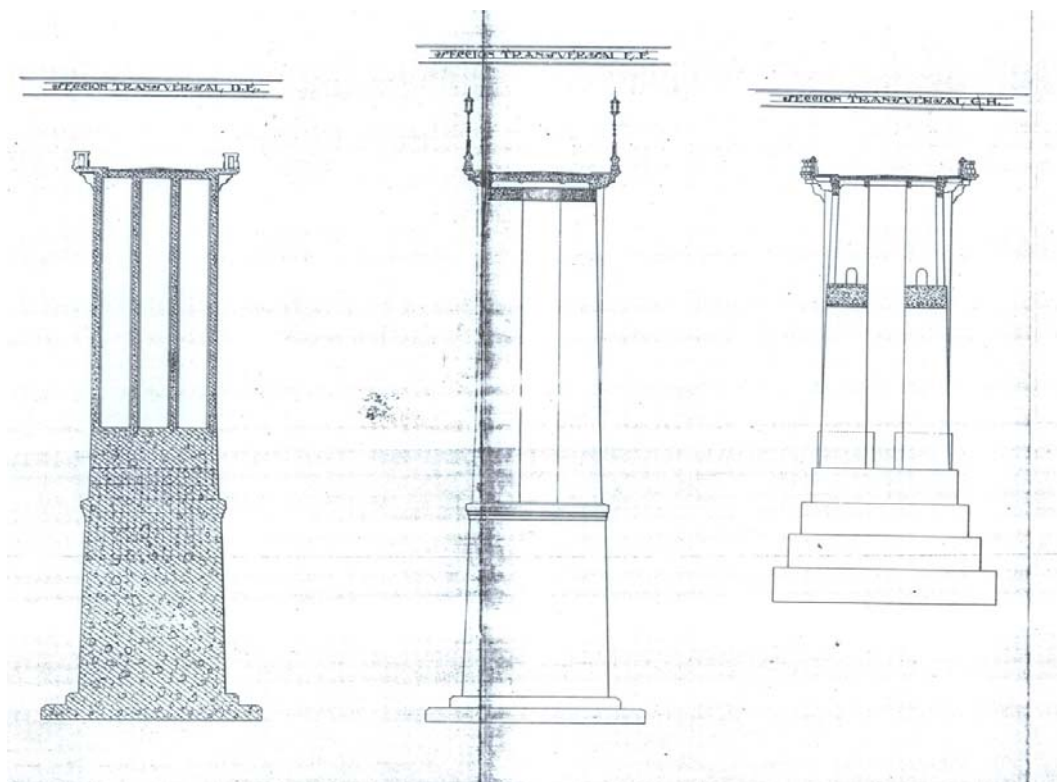 SECCION TRANSVERSAL, D.E.
SECCION TRANSVERSAL E.F.
SECCION TRANSVERSAL, G.H.